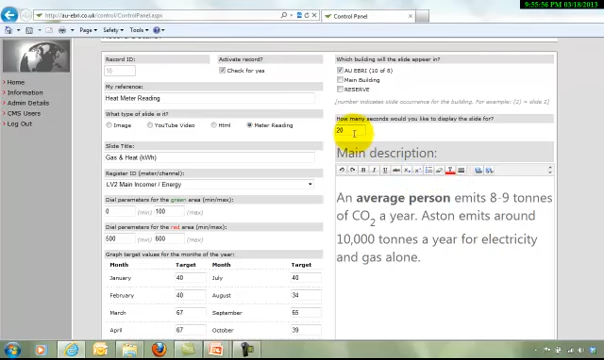 9:55:56 PM 03/18/2013
http://au-ebri.co.uk/control/ControlPanel.aspx
Control Panel
Page
Safety
Tools
Home
Information
Admin Details
CMS Users
Log Out
Record ID:
Activate record?
Check for yes
My reference:
Heat Meter Reading
What type of slide is it?
Image
YouTube Video
Html
Meter Reading
Slide Title:
Gas & Heat (kWh)
Register ID (meter/channel):
LV2 Main Incomer / Energy
Dial parameters for the green area (min/max):
0 (min) 100 (max)
Dial parameters for the red area (min/max):
500 (min) 600 (max)
Graph target values for the months of the year:
Month Target Month Target
January 40 July 40
February 40 August 34
March 67 September 65
April 67 October 39
Which building will the slide appear in?
AU EBRI (10 of 8)
Main Building
RESERVE
[number indicates slide occurrence for the building. For example: (2) = slide 2]
How many seconds would you like to display the slide for?
20
Main description:
An average person emits 8-9 tonnes
of CO2 a year. Aston emits around
10,000 tonnes a year for electricity
and gas alone.